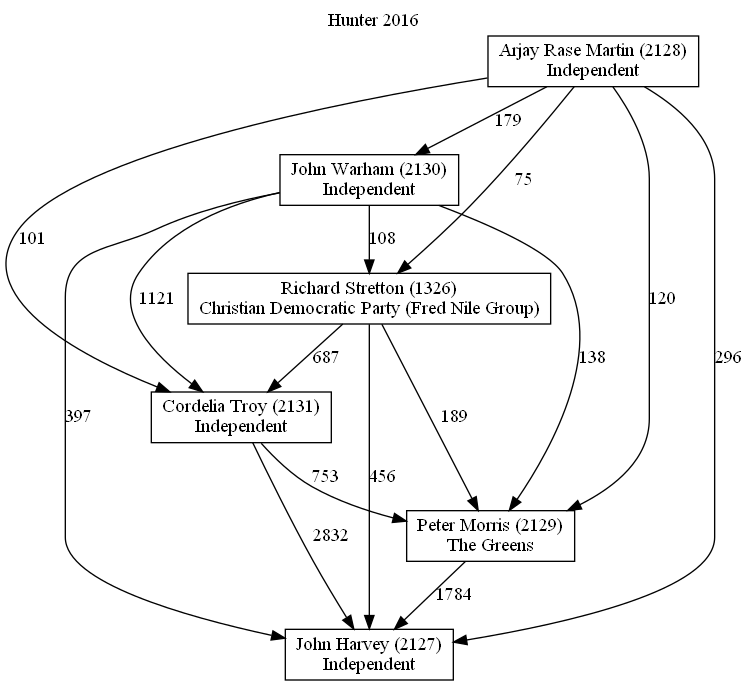 Hunter 2016
Arjay Rase Martin (2128)
Independent
179
John Warham (2130)
Independent
75
101
108
Richard Stretton (1326)
Christian Democratic Party (Fred Nile Group)
1121
120
687
138
296
Cordelia Troy (2131)
Independent
397
189
753
456
Peter Morris (2129)
The Greens
2832
1784
John Harvey (2127)
Independent